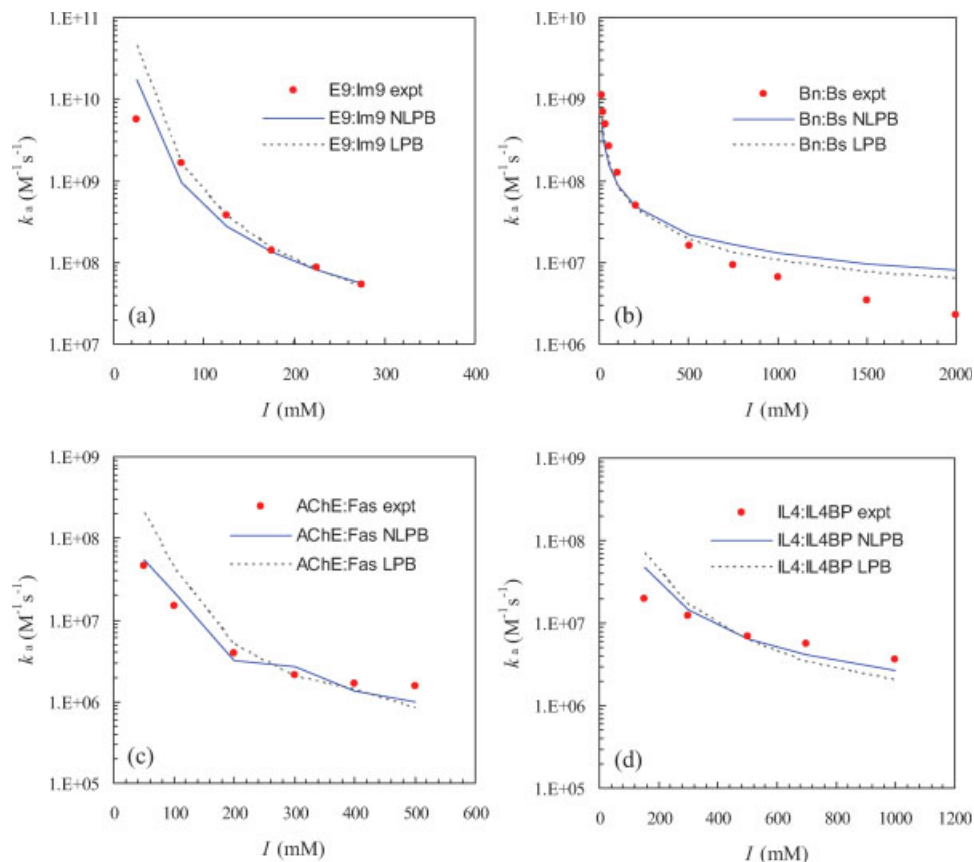 1.E+11
1.E+10
1.E+09
1.E+08
1.E+07
k a (M⁻¹s⁻¹)
E9:Im9 expt
E9:Im9 NLPB
E9:Im9 LPB
(a)
0 100 200 300 400
I (mM)
1.E+10
1.E+09
1.E+08
1.E+07
1.E+06
k a (M⁻¹s⁻¹)
Bn:Bs expt
Bn:Bs NLPB
Bn:Bs LPB
(b)
0 500 1000 1500 2000
I (mM)
1.E+09
1.E+08
1.E+07
1.E+06
1.E+05
k a (M⁻¹s⁻¹)
AChE:Fas expt
AChE:Fas NLPB
AChE:Fas LPB
(c)
0 100 200 300 400 500 600
I (mM)
1.E+09
1.E+08
1.E+07
1.E+06
1.E+05
k a (M⁻¹s⁻¹)
IL4:IL4BP expt
IL4:IL4BP NLPB
IL4:IL4BP LPB
(d)
0 200 400 600 800 1000 1200
I (mM)